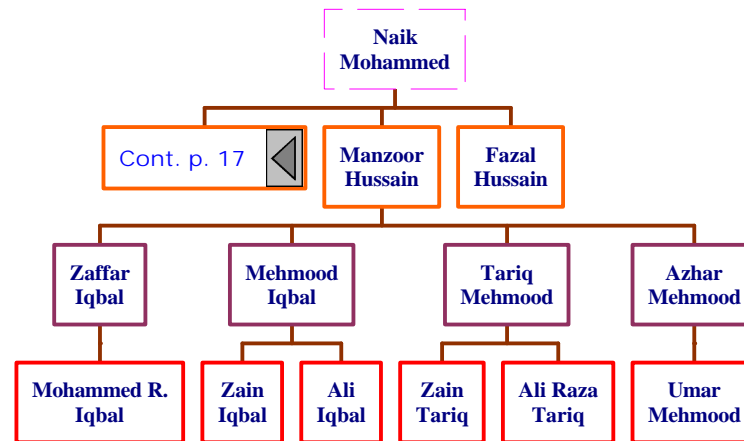 Naik
Mohammed
Cont. p. 17
Manzoor
Hussain
Fazal
Hussain
Zaffar
Iqbal
Mehmood
Iqbal
Tariq
Mehmood
Azhar
Mehmood
Mohammed R.
Iqbal
Zain
Iqbal
Ali
Iqbal
Zain
Tariq
Ali Raza
Tariq
Umar
Mehmood